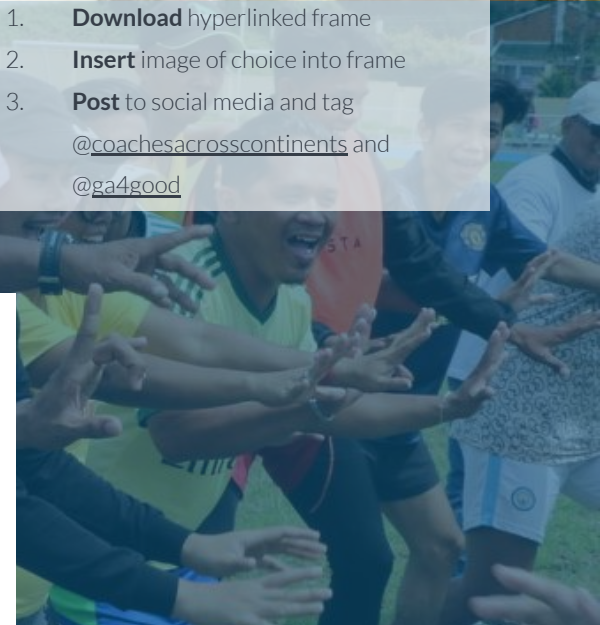 1. Download hyperlinked frame
2. Insert image of choice into frame
3. Post to social media and tag
@coachesacrosscontinents and
@ga4good
STA